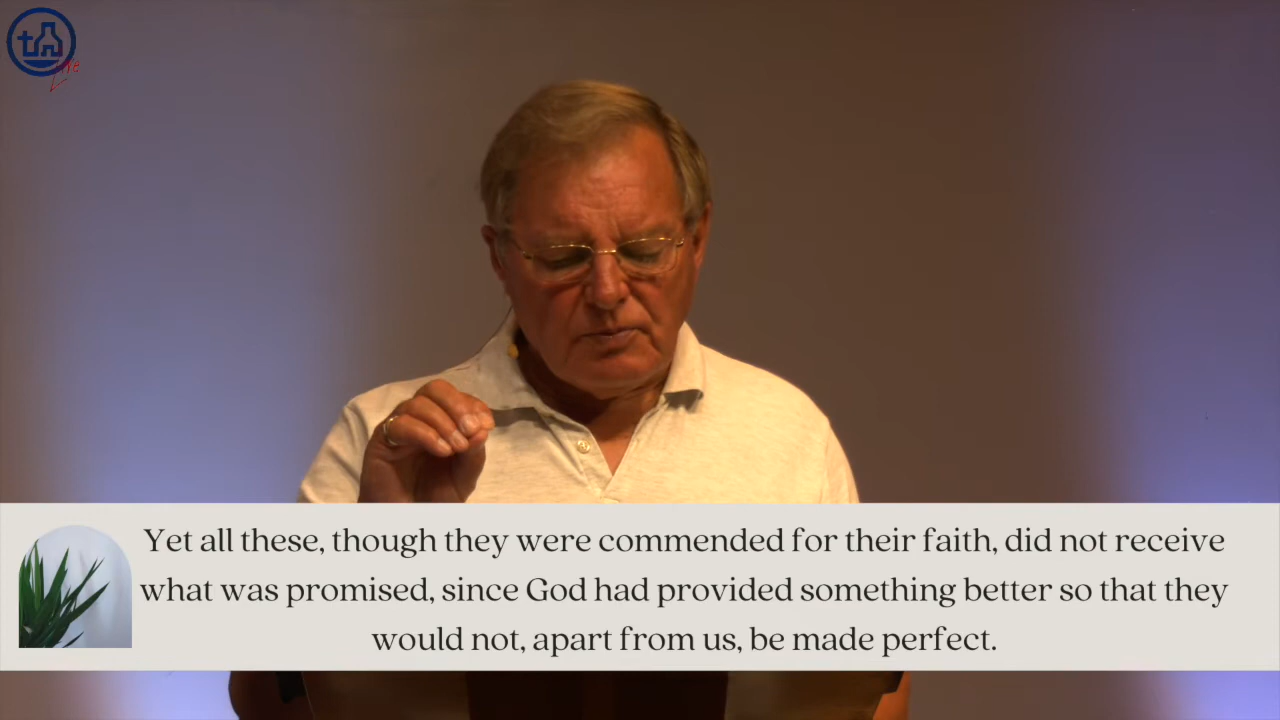 Live
Yet all these, though they were commended for their faith, did not receive
what was promised, since God had provided something better so that they
would not, apart from us, be made perfect.